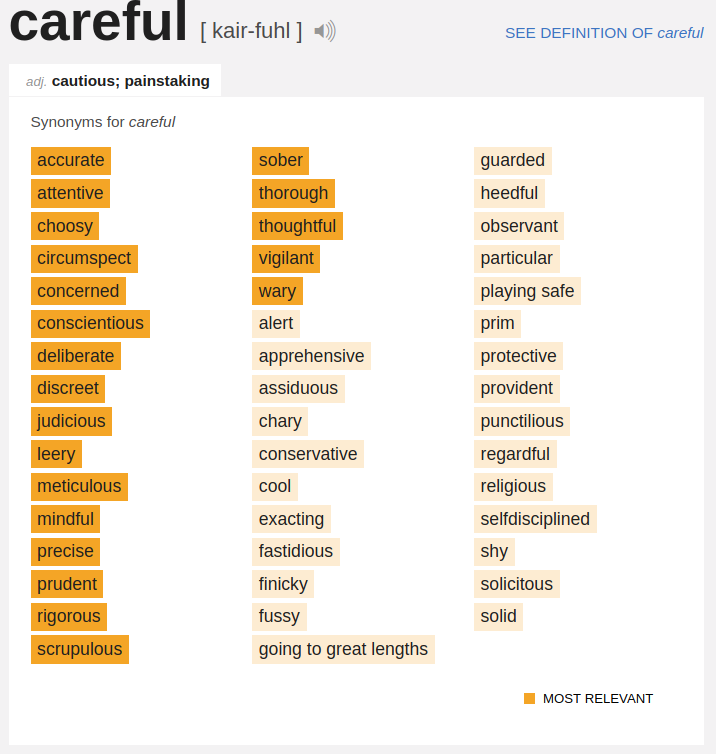 careful [ kair-fuhl ]
SEE DEFINITION OF careful
adj. cautious; painstaking
Synonyms for careful
accurate
attentive
choosy
circumspect
concerned
conscientious
deliberate
discreet
judicious
leery
meticulous
mindful
precise
prudent
rigorous
scrupulous
sober
thorough
thoughtful
vigilant
wary
alert
apprehensive
assiduous
chary
conservative
cool
exacting
fastidious
finicky
fussy
going to great lengths
guarded
heedful
observant
particular
playing safe
prim
protective
provident
punctilious
regardful
religious
selfdisciplined
shy
solicitous
solid
MOST RELEVANT